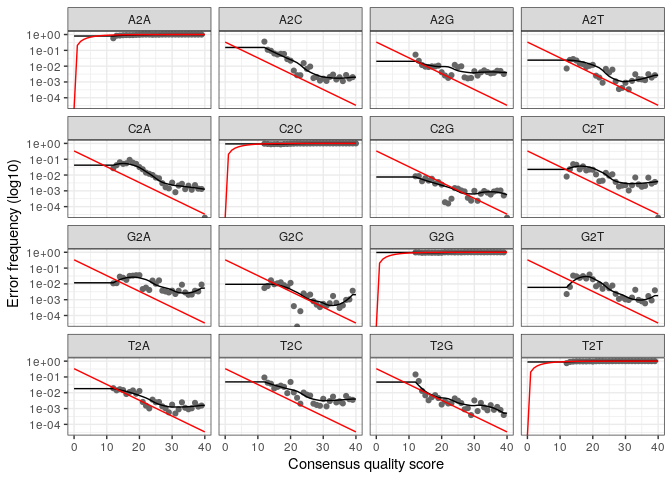 A2A A2C A2G A2T
1e+00
1e-01
1e-02
1e-03
1e-04
C2A C2C C2G C2T
1e+00
1e-01
1e-02
1e-03
1e-04
G2A G2C G2G G2T
1e+00
1e-01
1e-02
1e-03
1e-04
T2A T2C T2G T2T
1e+00
1e-01
1e-02
1e-03
1e-04
0 10 20 30 40 0 10 20 30 40 0 10 20 30 40 0 10 20 30 40
Consensus quality score
Error frequency (log10)